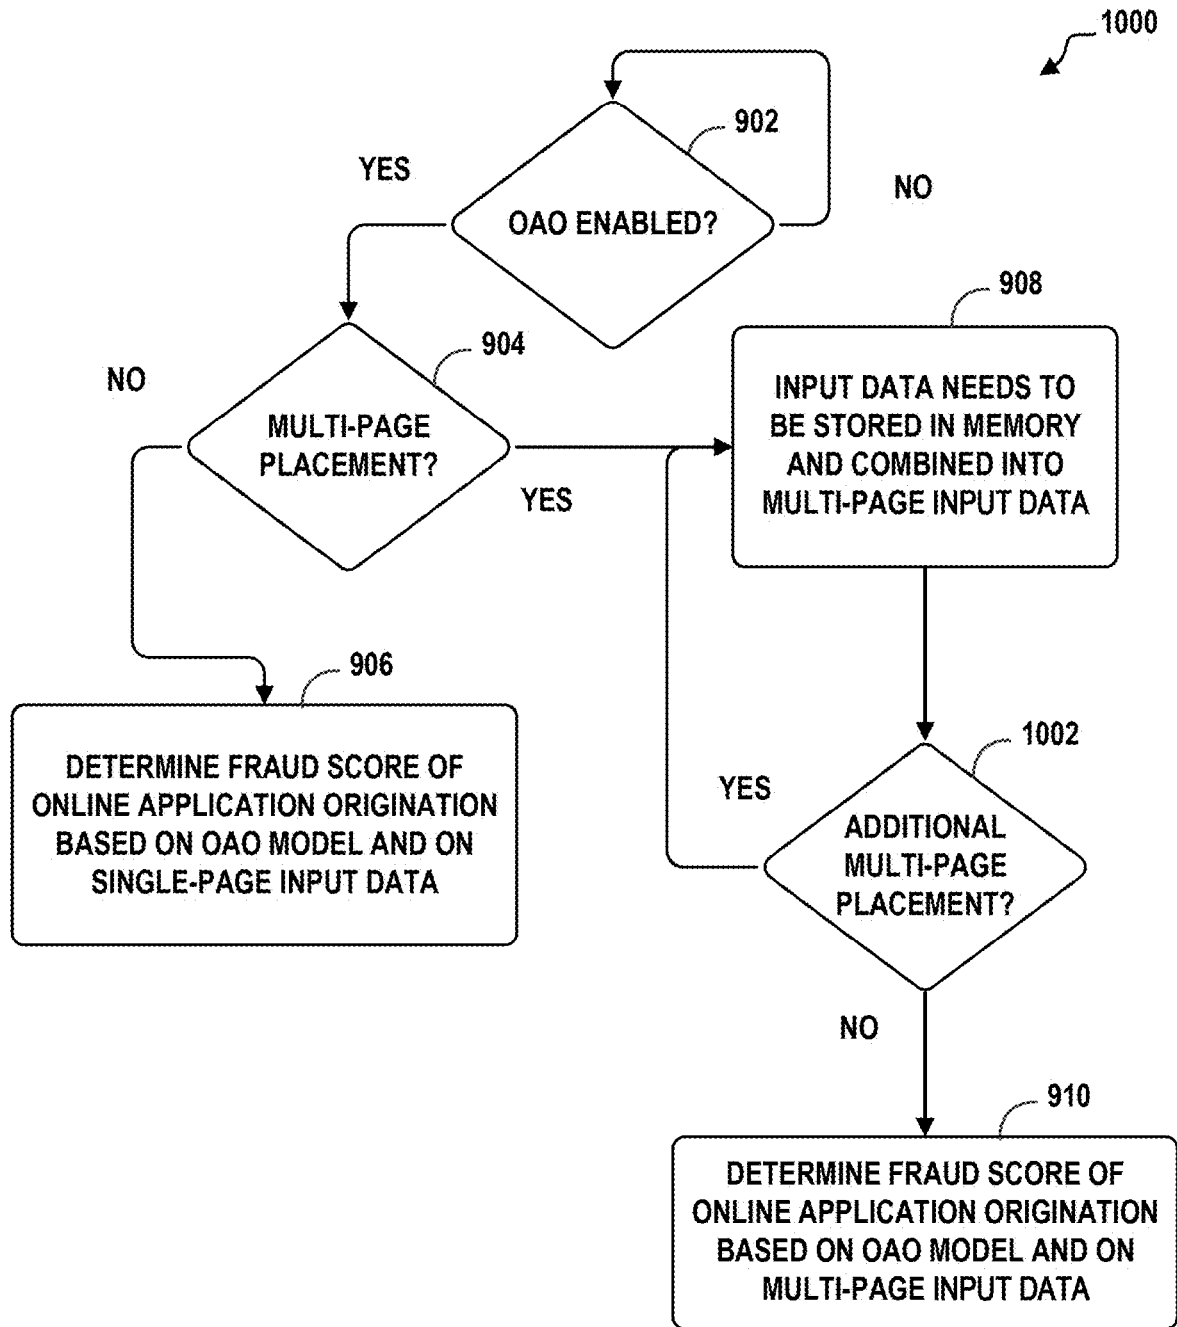 1000
902
YES
NO
OAO ENABLED?
908
904
NO
MULTI-PAGE
PLACEMENT?
YES
INPUT DATA NEEDS TO
BE STORED IN MEMORY
AND COMBINED INTO
MULTI-PAGE INPUT DATA
906
DETERMINE FRAUD SCORE OF
ONLINE APPLICATION ORIGINATION
BASED ON OAO MODEL AND ON
SINGLE-PAGE INPUT DATA
1002
YES
ADDITIONAL
MULTI-PAGE
PLACEMENT?
NO
910
DETERMINE FRAUD SCORE OF
ONLINE APPLICATION ORIGINATION
BASED ON OAO MODEL AND ON
MULTI-PAGE INPUT DATA